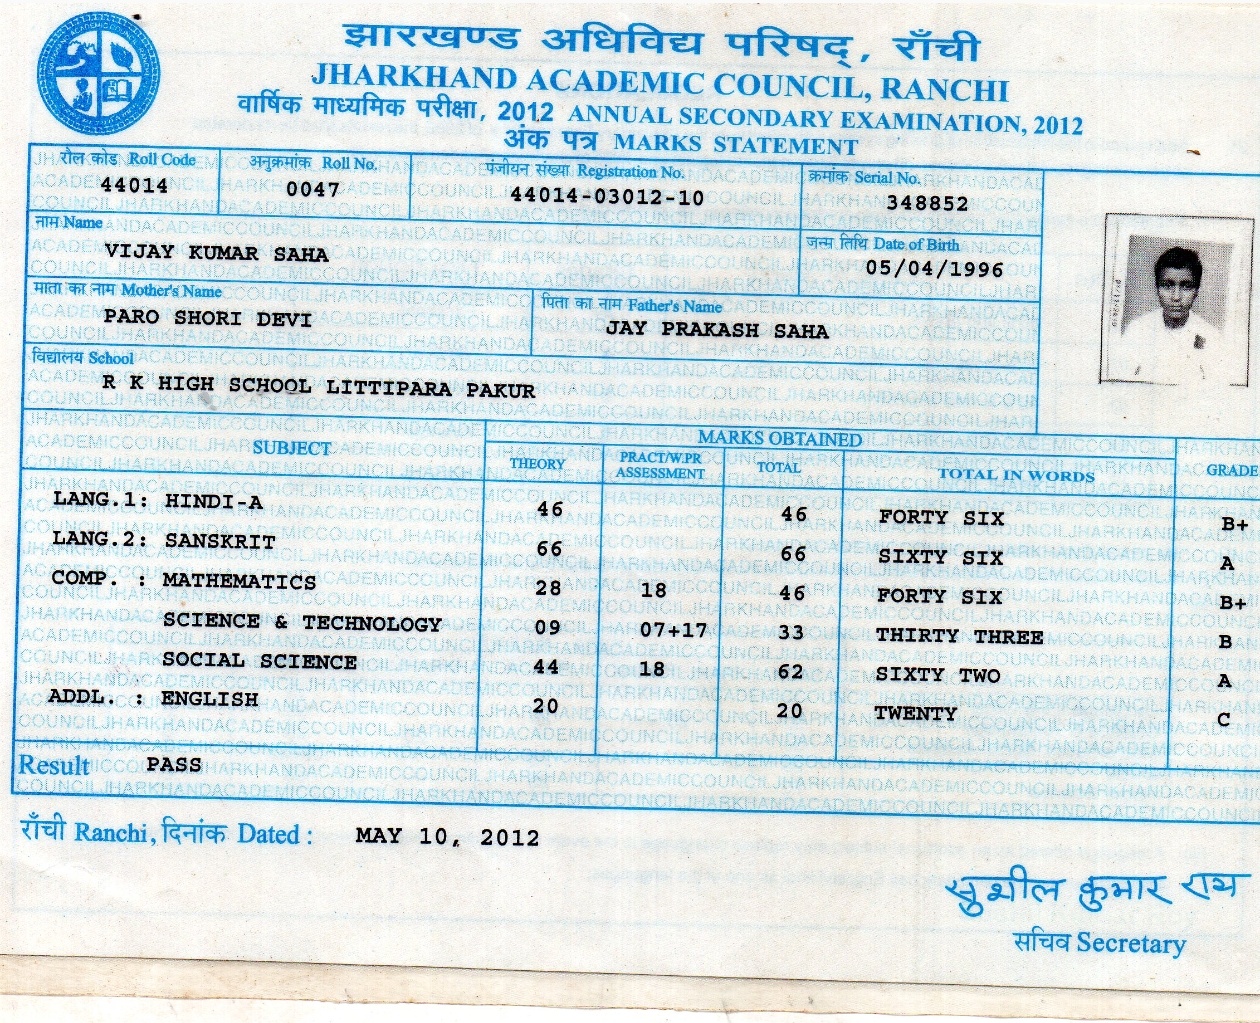 झारखण्ड अधिविद्य परिषद्, राँची
JHARKHAND ACADEMIC COUNCIL, RANCHI
वार्षिक माध्यमिक परीक्षा, 2012 ANNUAL SECONDARY EXAMINATION, 2012
अंक पत्र MARKS STATEMENT
रौल कोड Roll Code अनुक्रमांक Roll No. पंजीयन संख्या Registration No. क्रमांक Serial No.
44014 0047 44014-03012-10 348852
नाम Name जन्म तिथि Date of Birth
VIJAY KUMAR SAHA 05/04/1996
माता का नाम Mother's Name पिता का नाम Father's Name
PARO SHORI DEVI JAY PRAKASH SAHA
विद्यालय School
R K HIGH SCHOOL LITTIPARA PAKUR
SUBJECT MARKS OBTAINED
THEORY PRACT/W.PR ASSESSMENT TOTAL TOTAL IN WORDS GRADE
LANG.1: HINDI-A 46 46 FORTY SIX B+
LANG.2: SANSKRIT 66 66 SIXTY SIX A
COMP. : MATHEMATICS 28 18 46 FORTY SIX B+
SCIENCE & TECHNOLOGY 09 07+17 33 THIRTY THREE B
SOCIAL SCIENCE 44 18 62 SIXTY TWO A
ADDL. : ENGLISH 20 20 TWENTY C
Result PASS
राँची Ranchi, दिनांक Dated : MAY 10, 2012
सुशील कुमार राय
सचिव Secretary